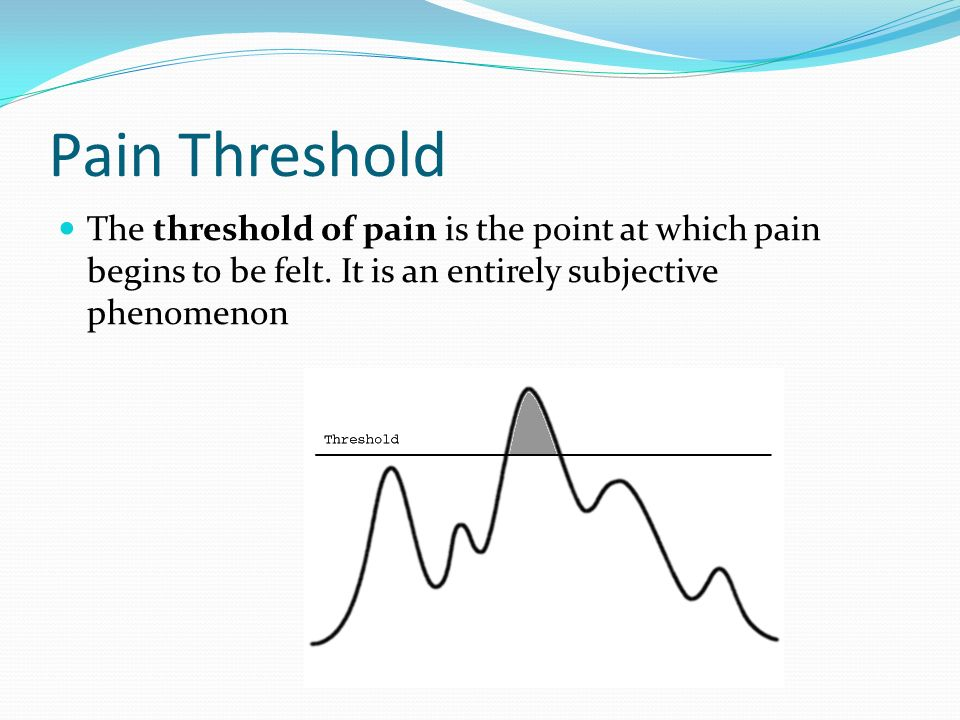 Pain Threshold
The threshold of pain is the point at which pain
begins to be felt. It is an entirely subjective
phenomenon
Threshold